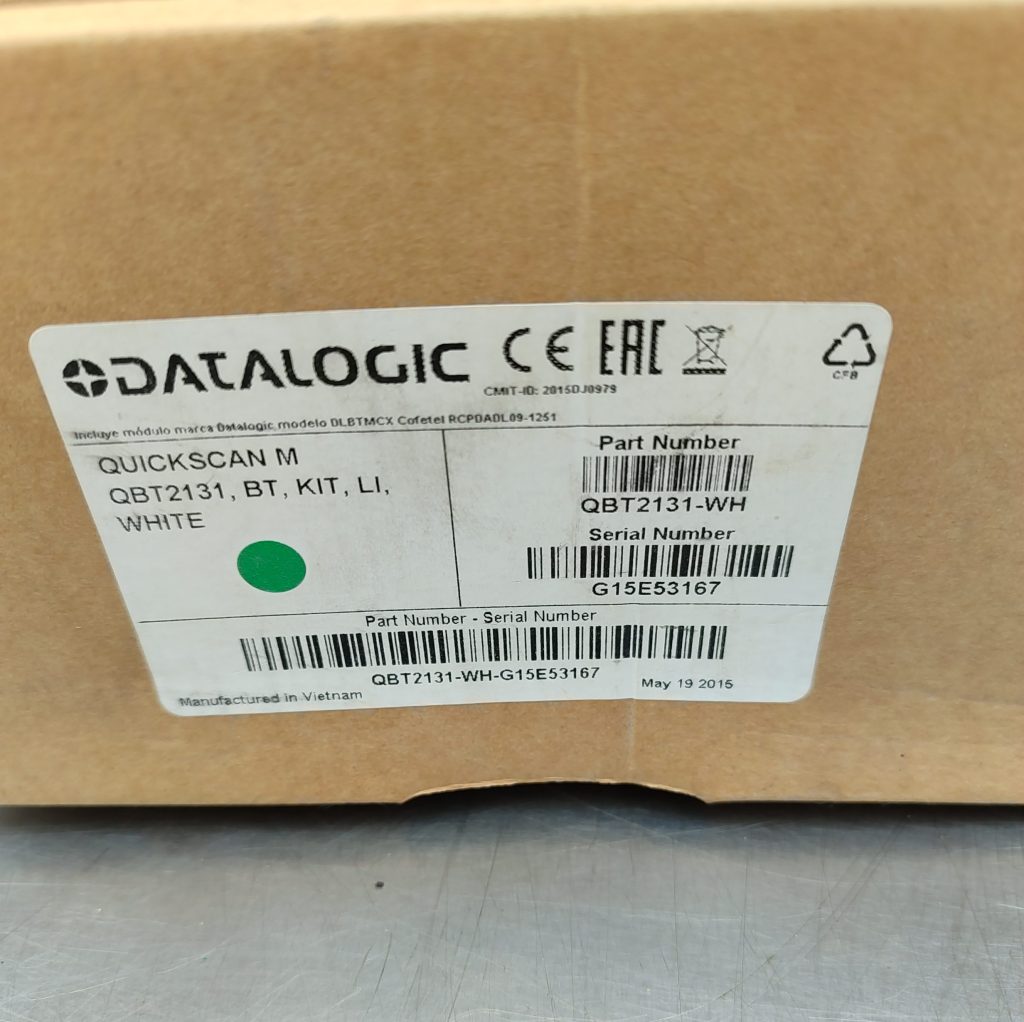 DATALOGIC CE EAC
CMIT-ID: 2015DJ0979
Incluye módulo marca Datalogic modelo DLBTMCX Cofetel RCPDADL09-1251
QUICKSCAN M
QBT2131, BT, KIT, LI,
WHITE
Part Number
QBT2131-WH
Serial Number
G15E53167
Part Number - Serial Number
QBT2131-WH-G15E53167
Manufactured in Vietnam
May 19 2015